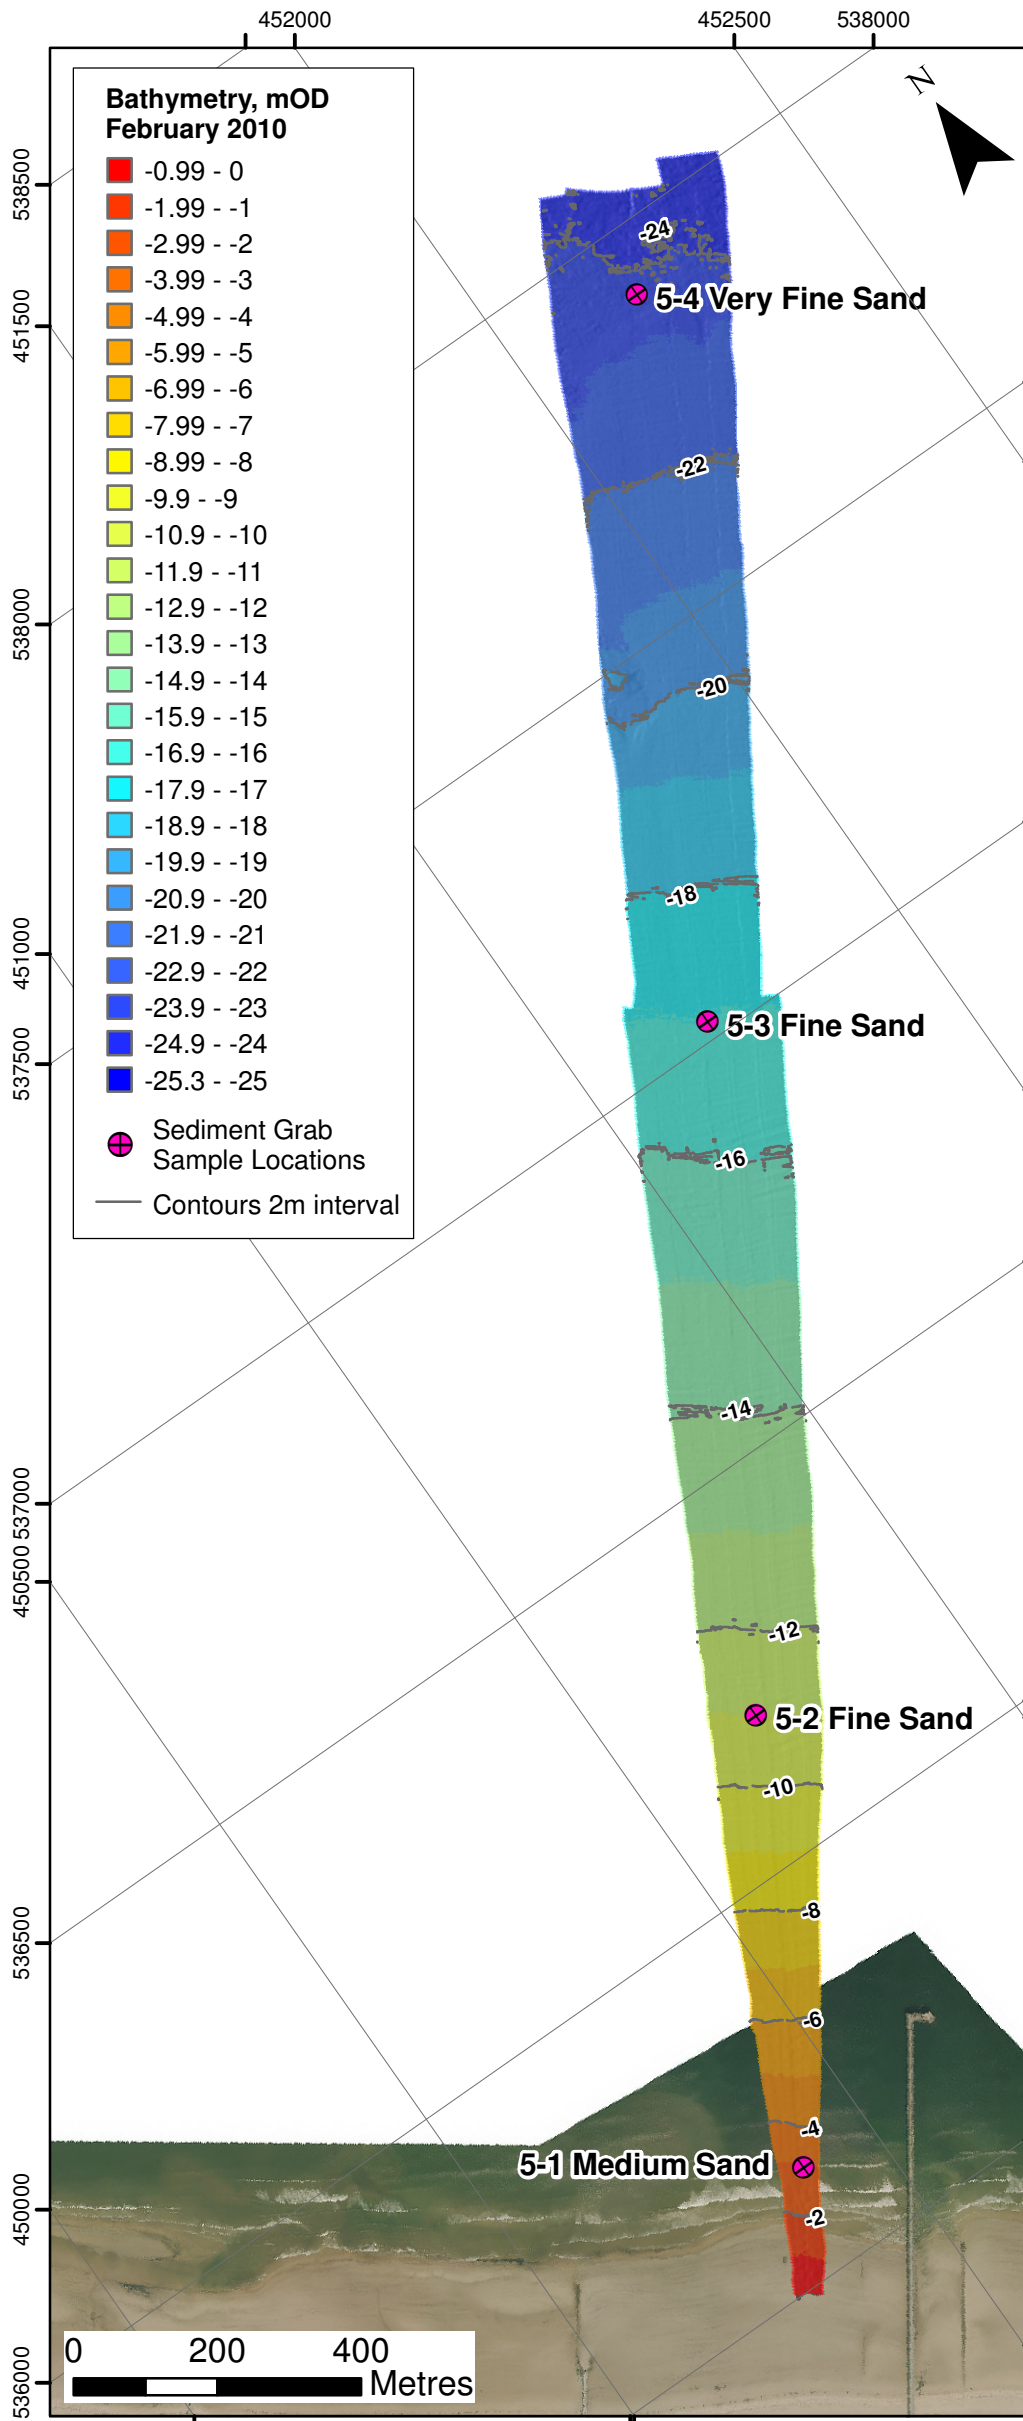 452000
452500
538000
N
Bathymetry, mOD
February 2010
-0.99 - 0
-1.99 - -1
-2.99 - -2
-3.99 - -3
-4.99 - -4
-5.99 - -5
-6.99 - -6
-7.99 - -7
-8.99 - -8
-9.9 - -9
-10.9 - -10
-11.9 - -11
-12.9 - -12
-13.9 - -13
-14.9 - -14
-15.9 - -15
-16.9 - -16
-17.9 - -17
-18.9 - -18
-19.9 - -19
-20.9 - -20
-21.9 - -21
-22.9 - -22
-23.9 - -23
-24.9 - -24
-25.3 - -25
Sediment Grab
Sample Locations
Contours 2m interval
538500
451500
538000
451000
537500
537000
450500
536500
450000
536000
-24
5-4 Very Fine Sand
-22
-20
-18
5-3 Fine Sand
-16
-14
-12
5-2 Fine Sand
-10
-8
-6
-4
5-1 Medium Sand
-2
0 200 400
Metres